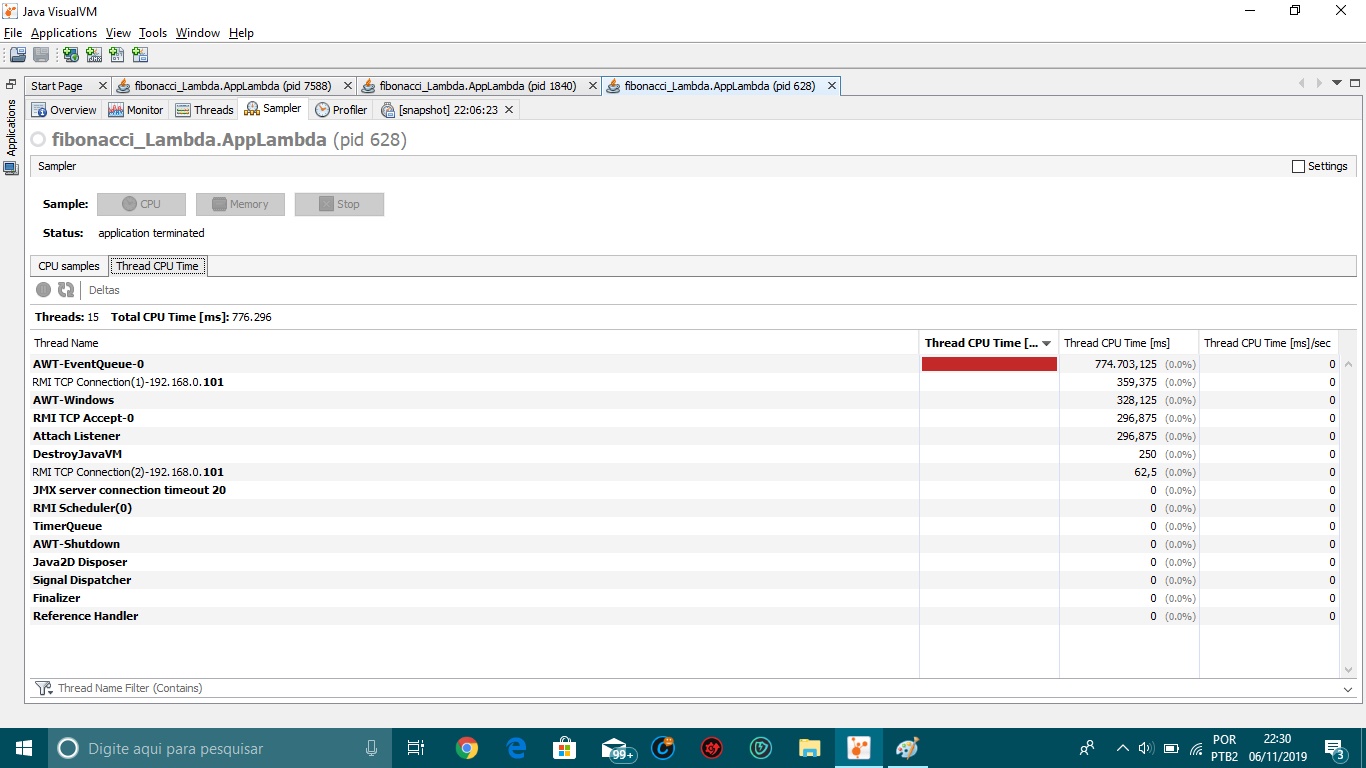 Java VisualVM
File Applications View Tools Window Help
Applications
Start Page fibonacci_Lambda.AppLambda (pid 7588) fibonacci_Lambda.AppLambda (pid 1840) fibonacci_Lambda.AppLambda (pid 628)
Overview Monitor Threads Sampler Profiler [snapshot] 22:06:23
fibonacci_Lambda.AppLambda (pid 628)
Sampler Settings
Sample: CPU Memory Stop
Status: application terminated
CPU samples Thread CPU Time
Deltas
Threads: 15 Total CPU Time [ms]: 776.296
Thread Name Thread CPU Time [... Thread CPU Time [ms] Thread CPU Time [ms]/sec
AWT-EventQueue-0 774.703,125 (0.0%) 0
RMI TCP Connection(1)-192.168.0.101 359,375 (0.0%) 0
AWT-Windows 328,125 (0.0%) 0
RMI TCP Accept-0 296,875 (0.0%) 0
Attach Listener 296,875 (0.0%) 0
DestroyJavaVM 250 (0.0%) 0
RMI TCP Connection(2)-192.168.0.101 62,5 (0.0%) 0
JMX server connection timeout 20 0 (0.0%) 0
RMI Scheduler(0) 0 (0.0%) 0
TimerQueue 0 (0.0%) 0
AWT-Shutdown 0 (0.0%) 0
Java2D Disposer 0 (0.0%) 0
Signal Dispatcher 0 (0.0%) 0
Finalizer 0 (0.0%) 0
Reference Handler 0 (0.0%) 0
Thread Name Filter (Contains)
Digite aqui para pesquisar 99+ POR 22:30
PTB2 06/11/2019 3